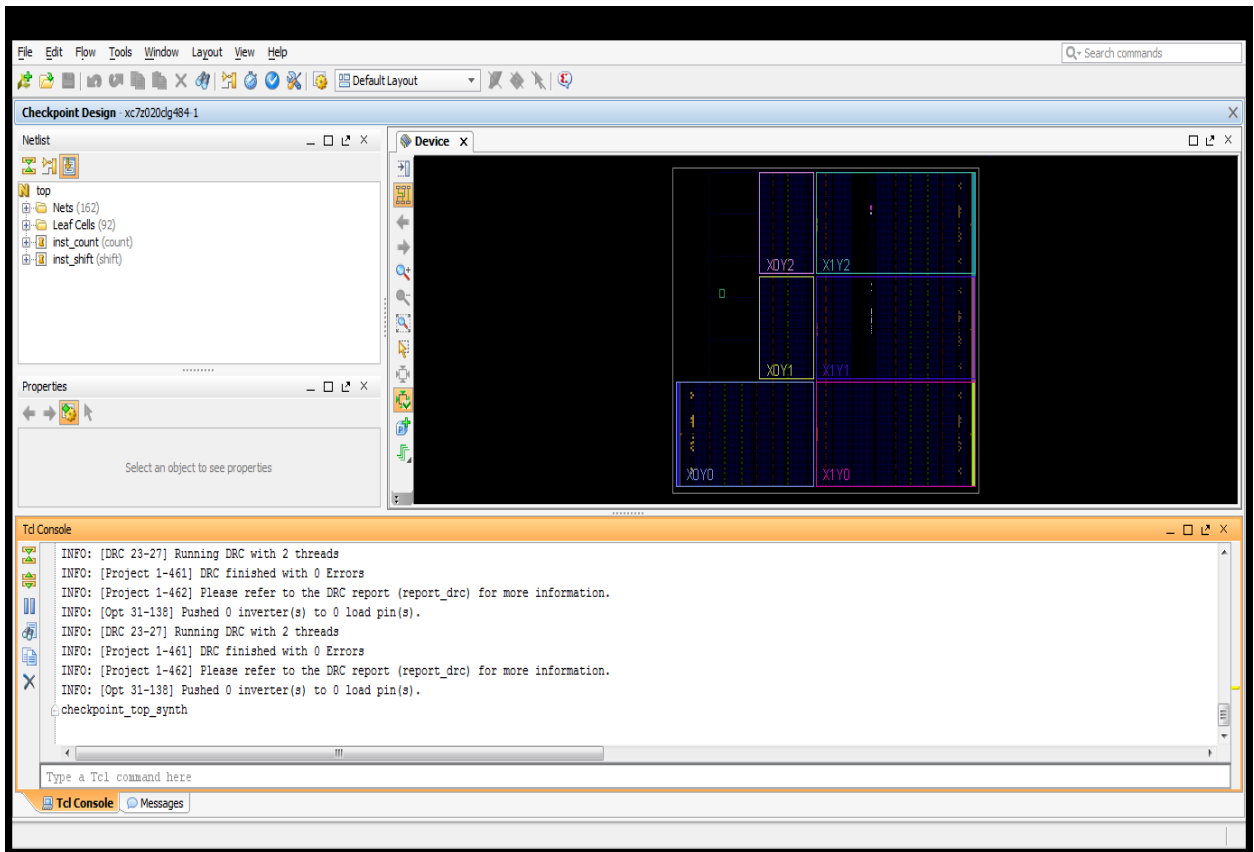 File Edit Flow Tools Window Layout View Help
Search commands
Default Layout
Checkpoint Design - xc7z020clg484-1
Netlist
top
Nets (162)
Leaf Cells (92)
inst_count (count)
inst_shift (shift)
Properties
Select an object to see properties
Device
X0Y2
X1Y2
X0Y1
X1Y1
X0Y0
X1Y0
Tcl Console
INFO: [DRC 23-27] Running DRC with 2 threads
INFO: [Project 1-461] DRC finished with 0 Errors
INFO: [Project 1-462] Please refer to the DRC report (report_drc) for more information.
INFO: [Opt 31-138] Pushed 0 inverter(s) to 0 load pin(s).
INFO: [DRC 23-27] Running DRC with 2 threads
INFO: [Project 1-461] DRC finished with 0 Errors
INFO: [Project 1-462] Please refer to the DRC report (report_drc) for more information.
INFO: [Opt 31-138] Pushed 0 inverter(s) to 0 load pin(s).
checkpoint_top_synth
Type a Tcl command here
Tcl Console
Messages